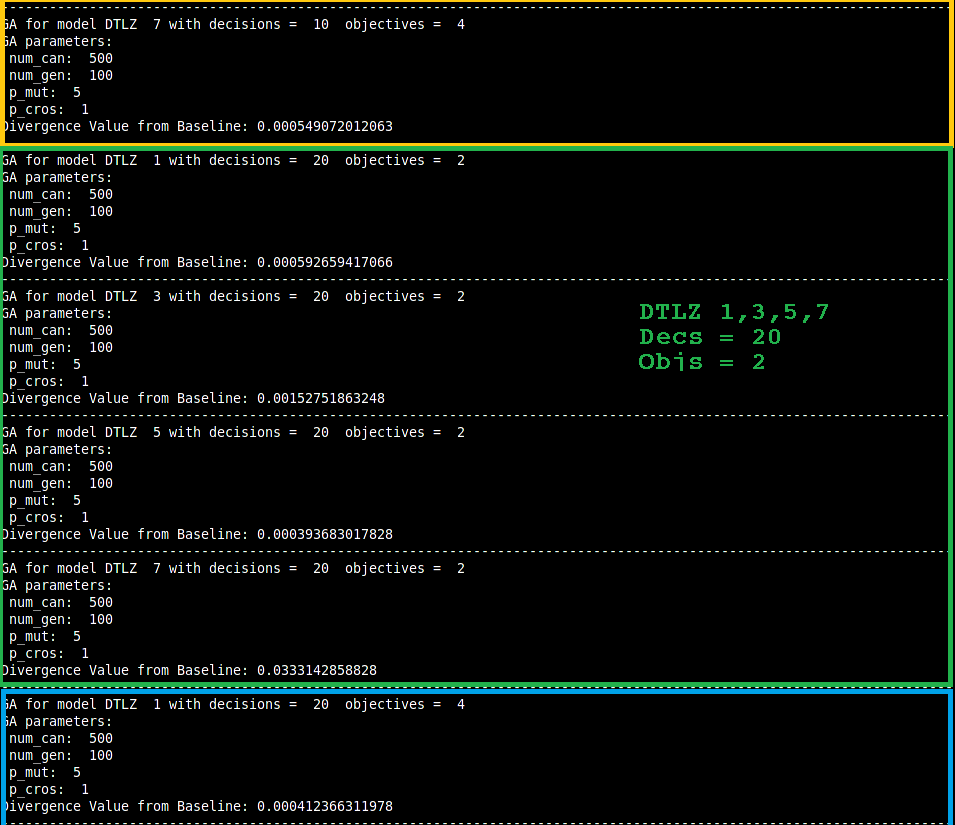 GA for model DTLZ  7 with decisions =  10  objectives =  4
GA parameters:
 num_can:  500
 num_gen:  100
 p_mut:  5
 p_cros:  1
Divergence Value from Baseline: 0.000549072012063
GA for model DTLZ  1 with decisions =  20  objectives =  2
GA parameters:
 num_can:  500
 num_gen:  100
 p_mut:  5
 p_cros:  1
Divergence Value from Baseline: 0.000592659417066
GA for model DTLZ  3 with decisions =  20  objectives =  2
GA parameters:
 num_can:  500
 num_gen:  100
 p_mut:  5
 p_cros:  1
Divergence Value from Baseline: 0.00152751863248
DTLZ 1,3,5,7
Decs = 20
Objs = 2
GA for model DTLZ  5 with decisions =  20  objectives =  2
GA parameters:
 num_can:  500
 num_gen:  100
 p_mut:  5
 p_cros:  1
Divergence Value from Baseline: 0.000393683017828
GA for model DTLZ  7 with decisions =  20  objectives =  2
GA parameters:
 num_can:  500
 num_gen:  100
 p_mut:  5
 p_cros:  1
Divergence Value from Baseline: 0.0333142858828
GA for model DTLZ  1 with decisions =  20  objectives =  4
GA parameters:
 num_can:  500
 num_gen:  100
 p_mut:  5
 p_cros:  1
Divergence Value from Baseline: 0.000412366311978